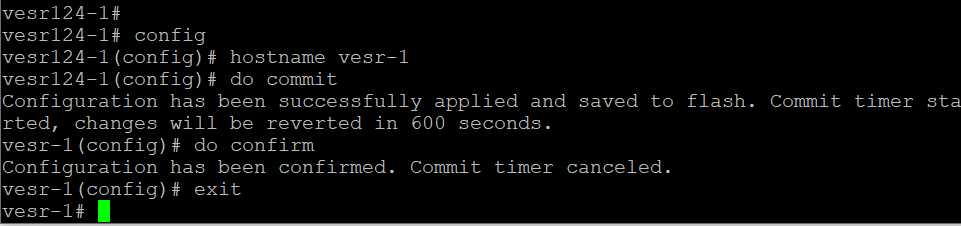 vesr124-1#
vesr124-1# config
vesr124-1(config)# hostname vesr-1
vesr124-1(config)# do commit
Configuration has been successfully applied and saved to flash. Commit timer sta
rted, changes will be reverted in 600 seconds.
vesr-1(config)# do confirm
Configuration has been confirmed. Commit timer canceled.
vesr-1(config)# exit
vesr-1#